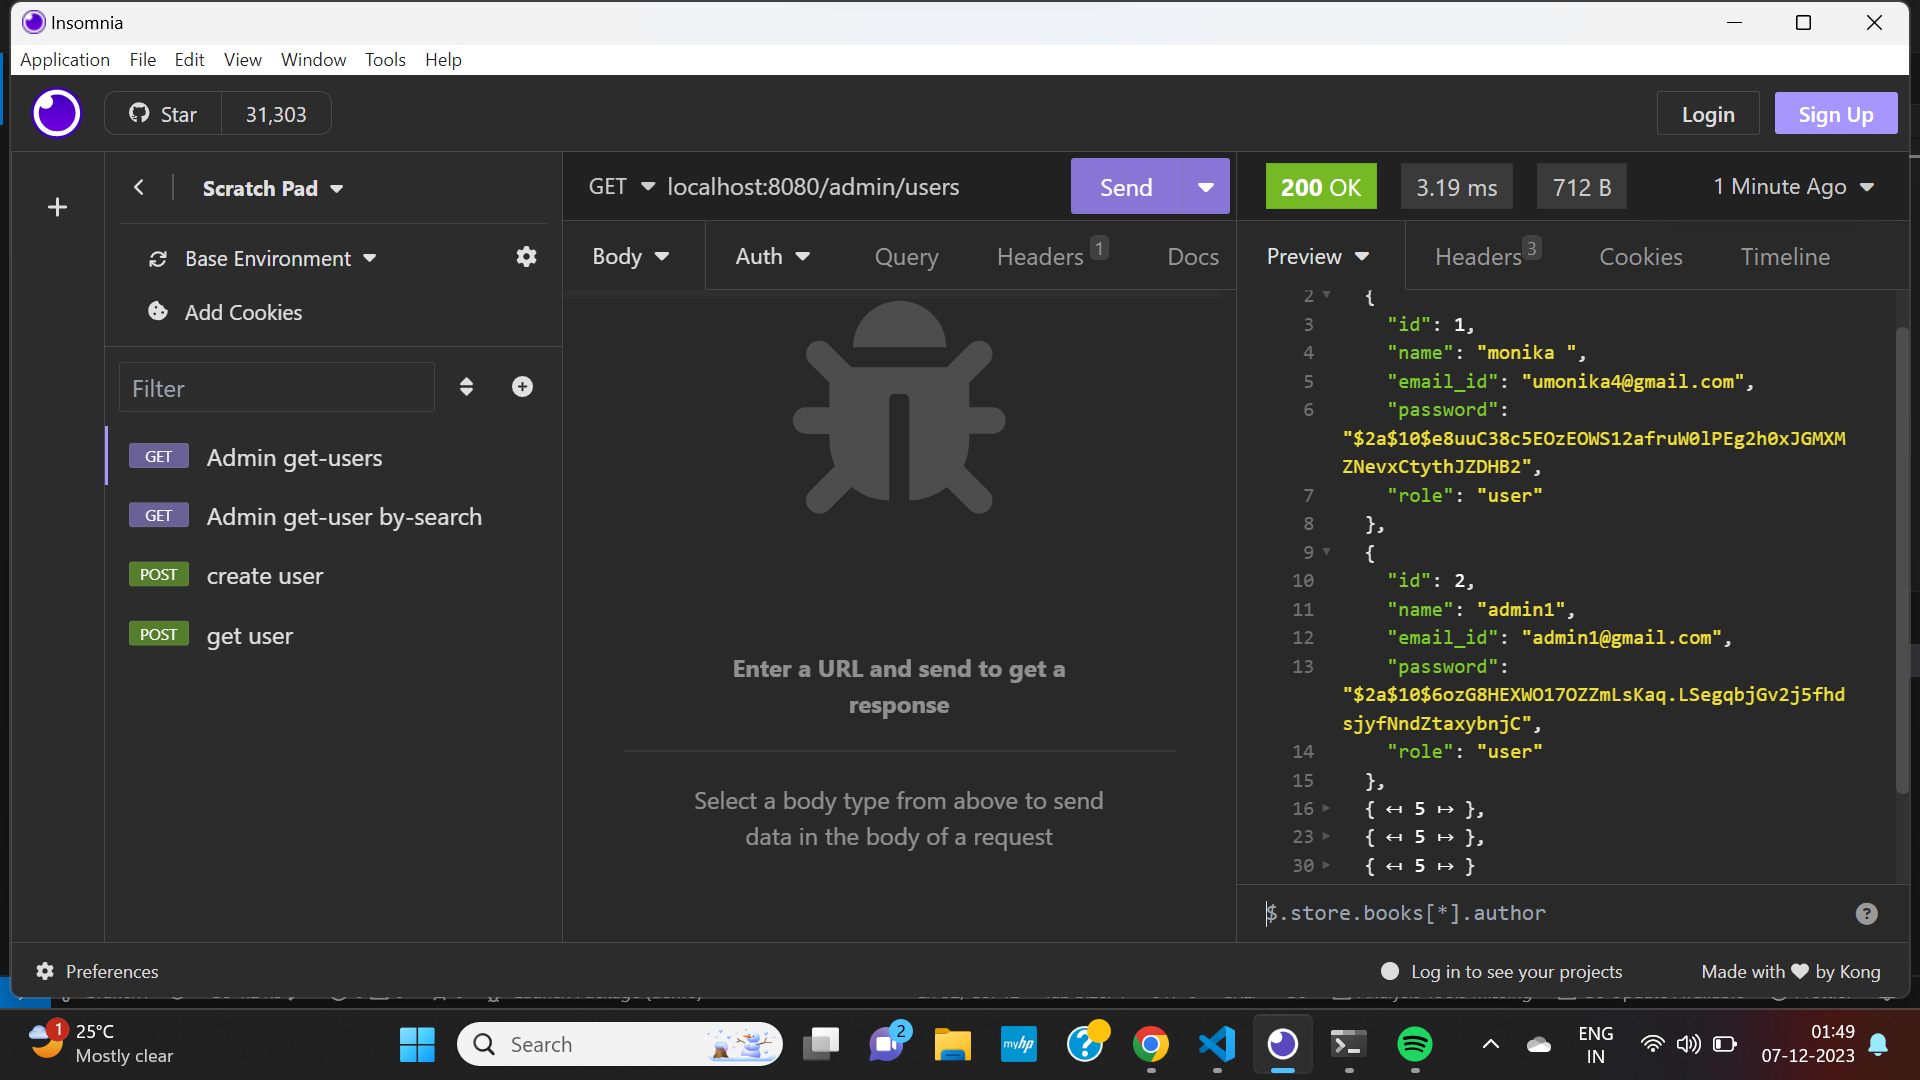 Insomnia
Application File Edit View Window Tools Help
Star 31,303
Login Sign Up
Scratch Pad
Base Environment
Add Cookies
Filter
GET Admin get-users
GET Admin get-user by-search
POST create user
POST get user
GET localhost:8080/admin/users Send
Body Auth Query Headers 1 Docs
Enter a URL and send to get a
response
Select a body type from above to send
data in the body of a request
200 OK 3.19 ms 712 B 1 Minute Ago
Preview Headers 3 Cookies Timeline
2 {
3 "id": 1,
4 "name": "monika ",
5 "email_id": "umonika4@gmail.com",
6 "password":
"$2a$10$e8uuC38c5EOzEOWS12afruW0lPEg2h0xJGMXM
ZNevxCtythJZDHB2",
7 "role": "user"
8 },
9 {
10 "id": 2,
11 "name": "admin1",
12 "email_id": "admin1@gmail.com",
13 "password":
"$2a$10$6ozG8HEXWO17OZZmLsKaq.LSegqbjGv2j5fhd
sjyfNndZtaxybnjC",
14 "role": "user"
15 },
16 { ↤ 5 ↦ },
23 { ↤ 5 ↦ },
30 { ↤ 5 ↦ }
$.store.books[*].author
Preferences
Log in to see your projects
Made with ♥ by Kong
1 25°C
Mostly clear
Search
2
myhp
ENG
IN
01:49
07-12-2023